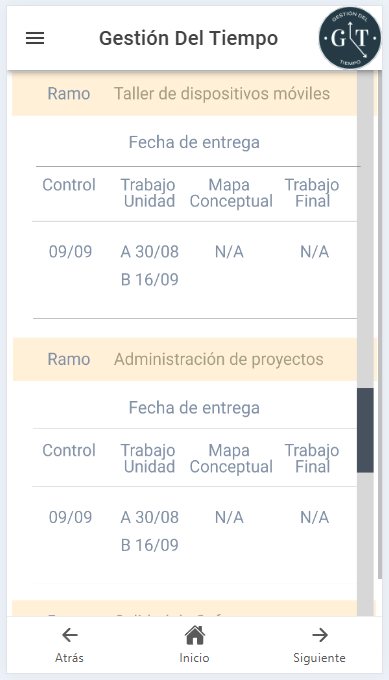 Gestión Del Tiempo
GESTIÓN DEL
G T
TIEMPO
Ramo Taller de dispositivos móviles
Fecha de entrega
Control Trabajo Unidad Mapa Conceptual Trabajo Final
09/09 A 30/08 N/A N/A
B 16/09
Ramo Administración de proyectos
Fecha de entrega
Control Trabajo Unidad Mapa Conceptual Trabajo Final
09/09 A 30/08 N/A N/A
B 16/09
Atrás Inicio Siguiente